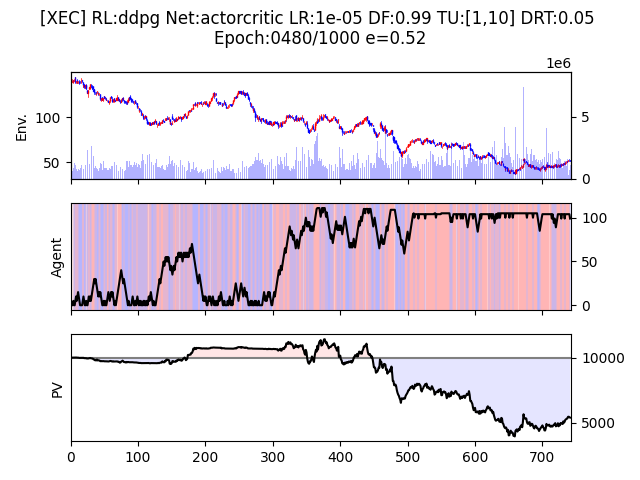 [XEC] RL:ddpg Net:actorcritic LR:1e-05 DF:0.99 TU:[1,10] DRT:0.05
Epoch:0480/1000 e=0.52
1e6
Env.
100
50
5
0
Agent
100
50
0
PV
10000
5000
0 100 200 300 400 500 600 700